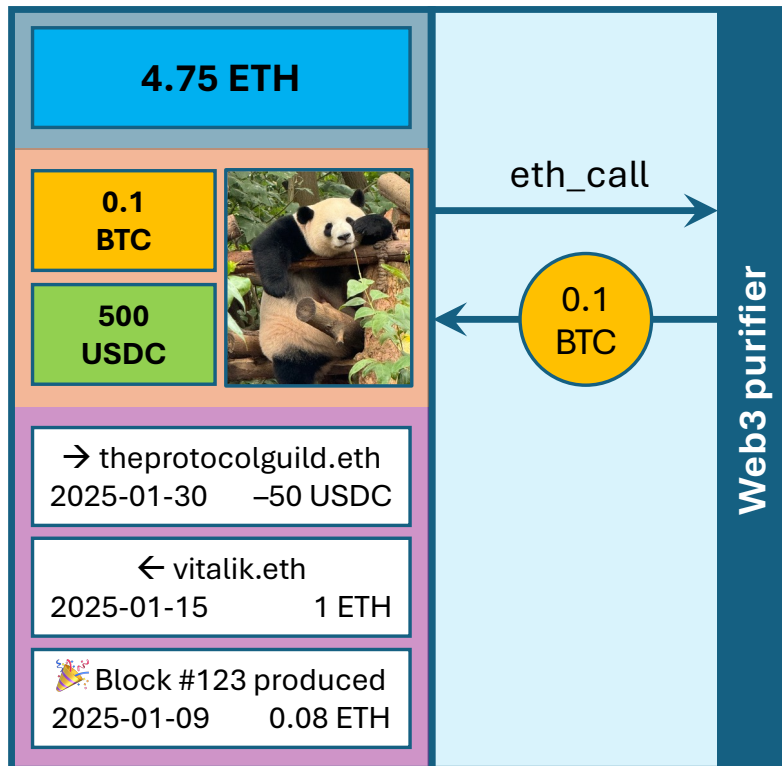 4.75 ETH
0.1
BTC
500
USDC
→ theprotocolguild.eth
2025-01-30 –50 USDC
← vitalik.eth
2025-01-15 1 ETH
🎉 Block #123 produced
2025-01-09 0.08 ETH
eth_call
0.1
BTC
Web3 purifier